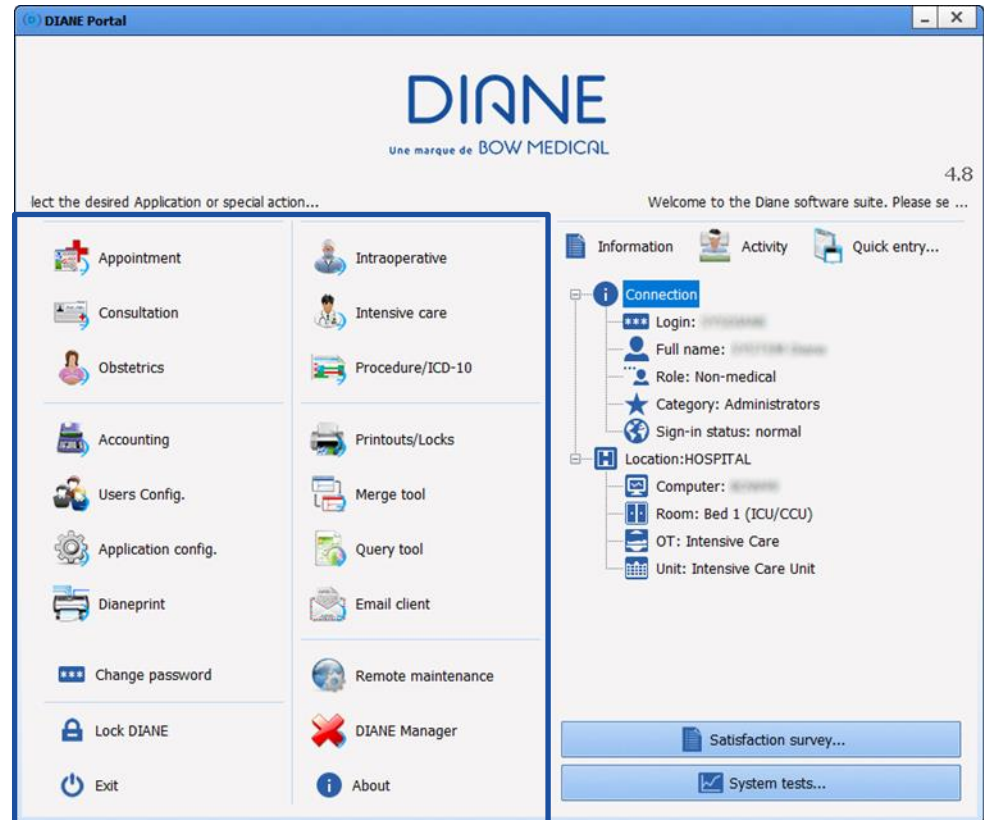 DIANE Portal
DIANE
Une marque de BOW MEDICAL
4.8
lect the desired Application or special action...
Welcome to the Diane software suite. Please se ...
Appointment
Intraoperative
Consultation
Intensive care
Obstetrics
Procedure/ICD-10
Accounting
Printouts/Locks
Users Config.
Merge tool
Application config.
Query tool
Dianeprint
Email client
Change password
Remote maintenance
Lock DIANE
DIANE Manager
Exit
About
Information
Activity
Quick entry...
Connection
Login:
Full name:
Role: Non-medical
Category: Administrators
Sign-in status: normal
Location:HOSPITAL
Computer:
Room: Bed 1 (ICU/CCU)
OT: Intensive Care
Unit: Intensive Care Unit
Satisfaction survey...
System tests...